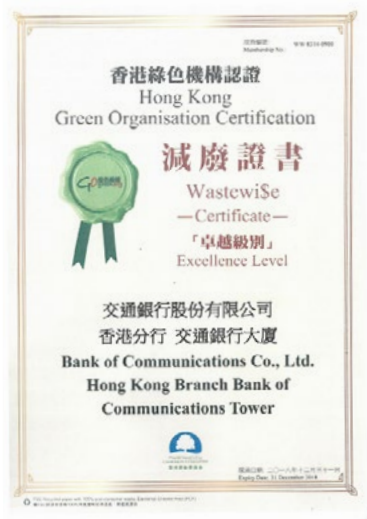 香港綠色機構認證
Hong Kong
Green Organisation Certification
減廢證書
Wastewi$e
—Certificate—
「卓越級別」
Excellence Level
交通銀行股份有限公司
香港分行 交通銀行大廈
Bank of Communications Co., Ltd.
Hong Kong Branch Bank of
Communications Tower
Expiry Date: 31 December 2018